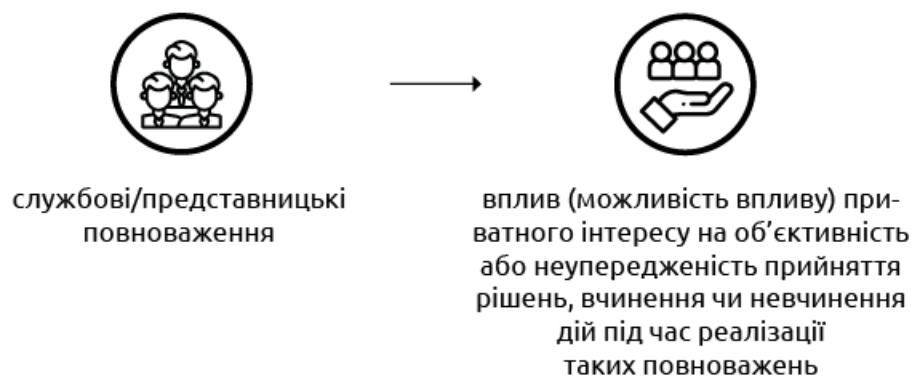 службові/представницькі
повноваження
вплив (можливість впливу) при-
ватного інтересу на об’єктивність
або неупередженість прийняття
рішень, вчинення чи невчинення
дій під час реалізації
таких повноважень